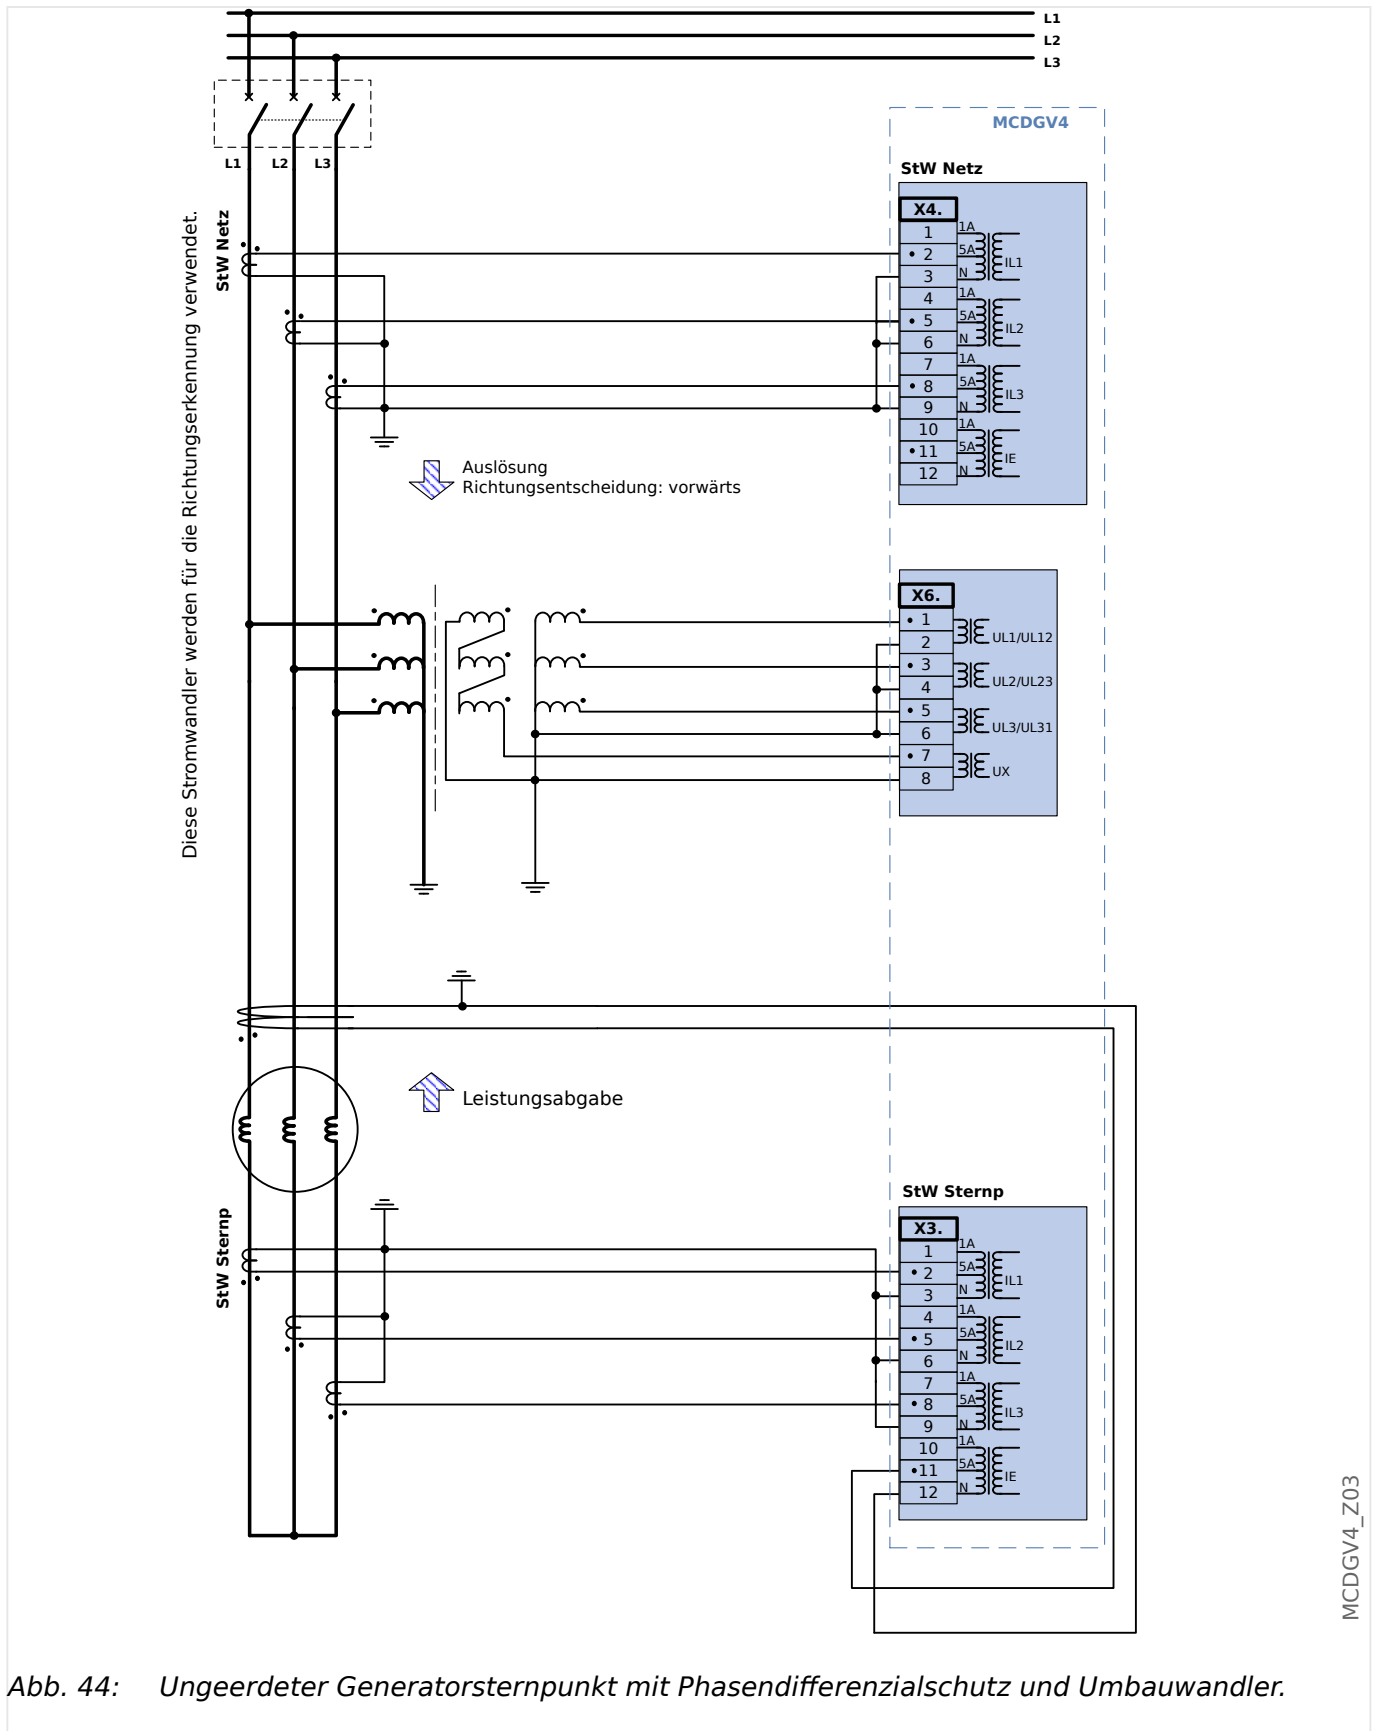 L1
L2
L3
L1 L2 L3
MCDGV4
StW Netz
StW Netz
Diese Stromwandler werden für die Richtungserkennung verwendet.
X4.
1 1A
2 5A IL1
3 N
4 1A
5 5A IL2
6 N
7 1A
8 5A IL3
9 N
10 1A
11 5A IE
12 N
Auslösung
Richtungsentscheidung: vorwärts
X6.
1
2 UL1/UL12
3
4 UL2/UL23
5
6 UL3/UL31
7
8 UX
Leistungsabgabe
StW Sternp
StW Sternp
X3.
1 1A
2 5A IL1
3 N
4 1A
5 5A IL2
6 N
7 1A
8 5A IL3
9 N
10 1A
11 5A IE
12 N
MCDGV4_Z03
Abb. 44: Ungeerdeter Generatorsternpunkt mit Phasendifferenzialschutz und Umbauwandler.